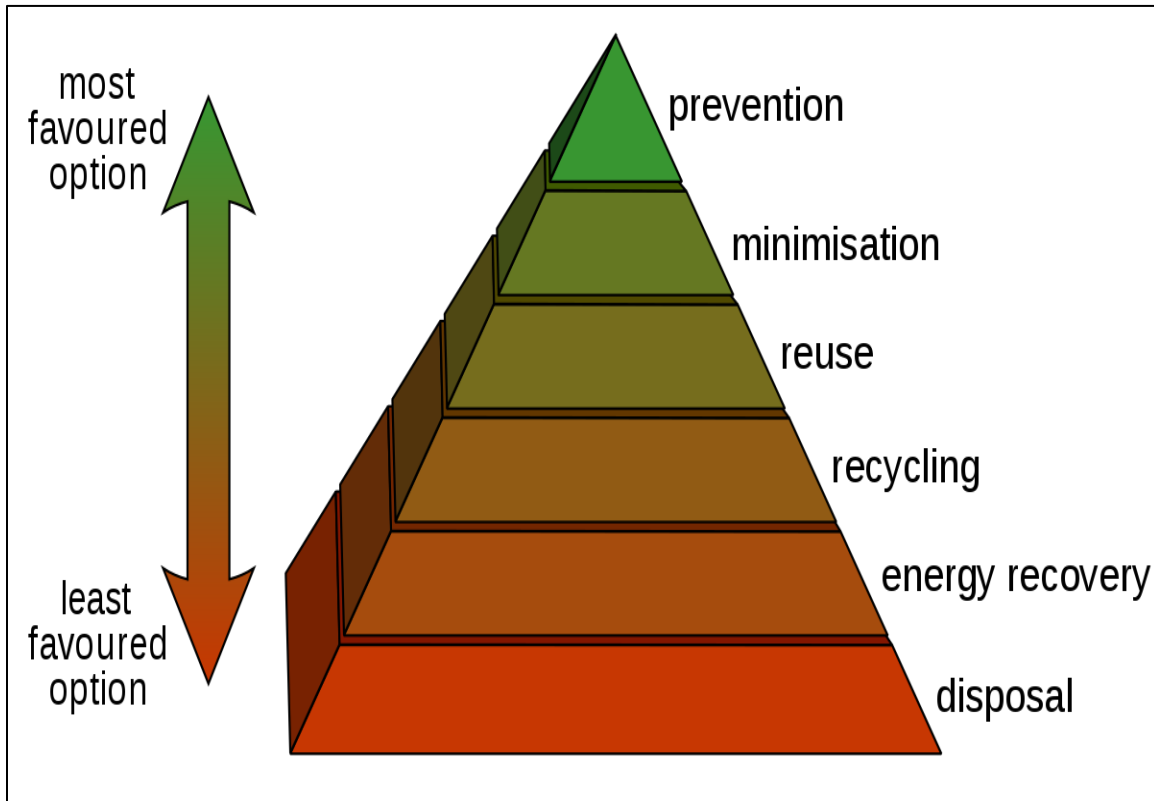 most
favoured
option
prevention
minimisation
reuse
recycling
energy recovery
disposal
least
favoured
option